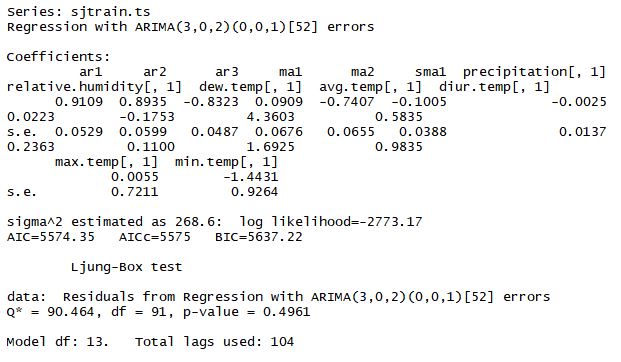 Series: sjtrain.ts
Regression with ARIMA(3,0,2)(0,0,1)[52] errors
Coefficients:
ar1 ar2 ar3 ma1 ma2 sma1 precipitation[, 1]
relative.humidity[, 1] dew.temp[, 1] avg.temp[, 1] diur.temp[, 1]
0.9109 0.8935 -0.8323 0.0909 -0.7407 -0.1005 -0.0025
0.0223 -0.1753 4.3603 0.5835
s.e. 0.0529 0.0599 0.0487 0.0676 0.0655 0.0388 0.0137
0.2363 0.1100 1.6925 0.9835
max.temp[, 1] min.temp[, 1]
0.0055 -1.4431
s.e. 0.7211 0.9264
sigma^2 estimated as 268.6: log likelihood=-2773.17
AIC=5574.35 AICc=5575 BIC=5637.22
Ljung-Box test
data: Residuals from Regression with ARIMA(3,0,2)(0,0,1)[52] errors
Q* = 90.464, df = 91, p-value = 0.4961
Model df: 13. Total lags used: 104